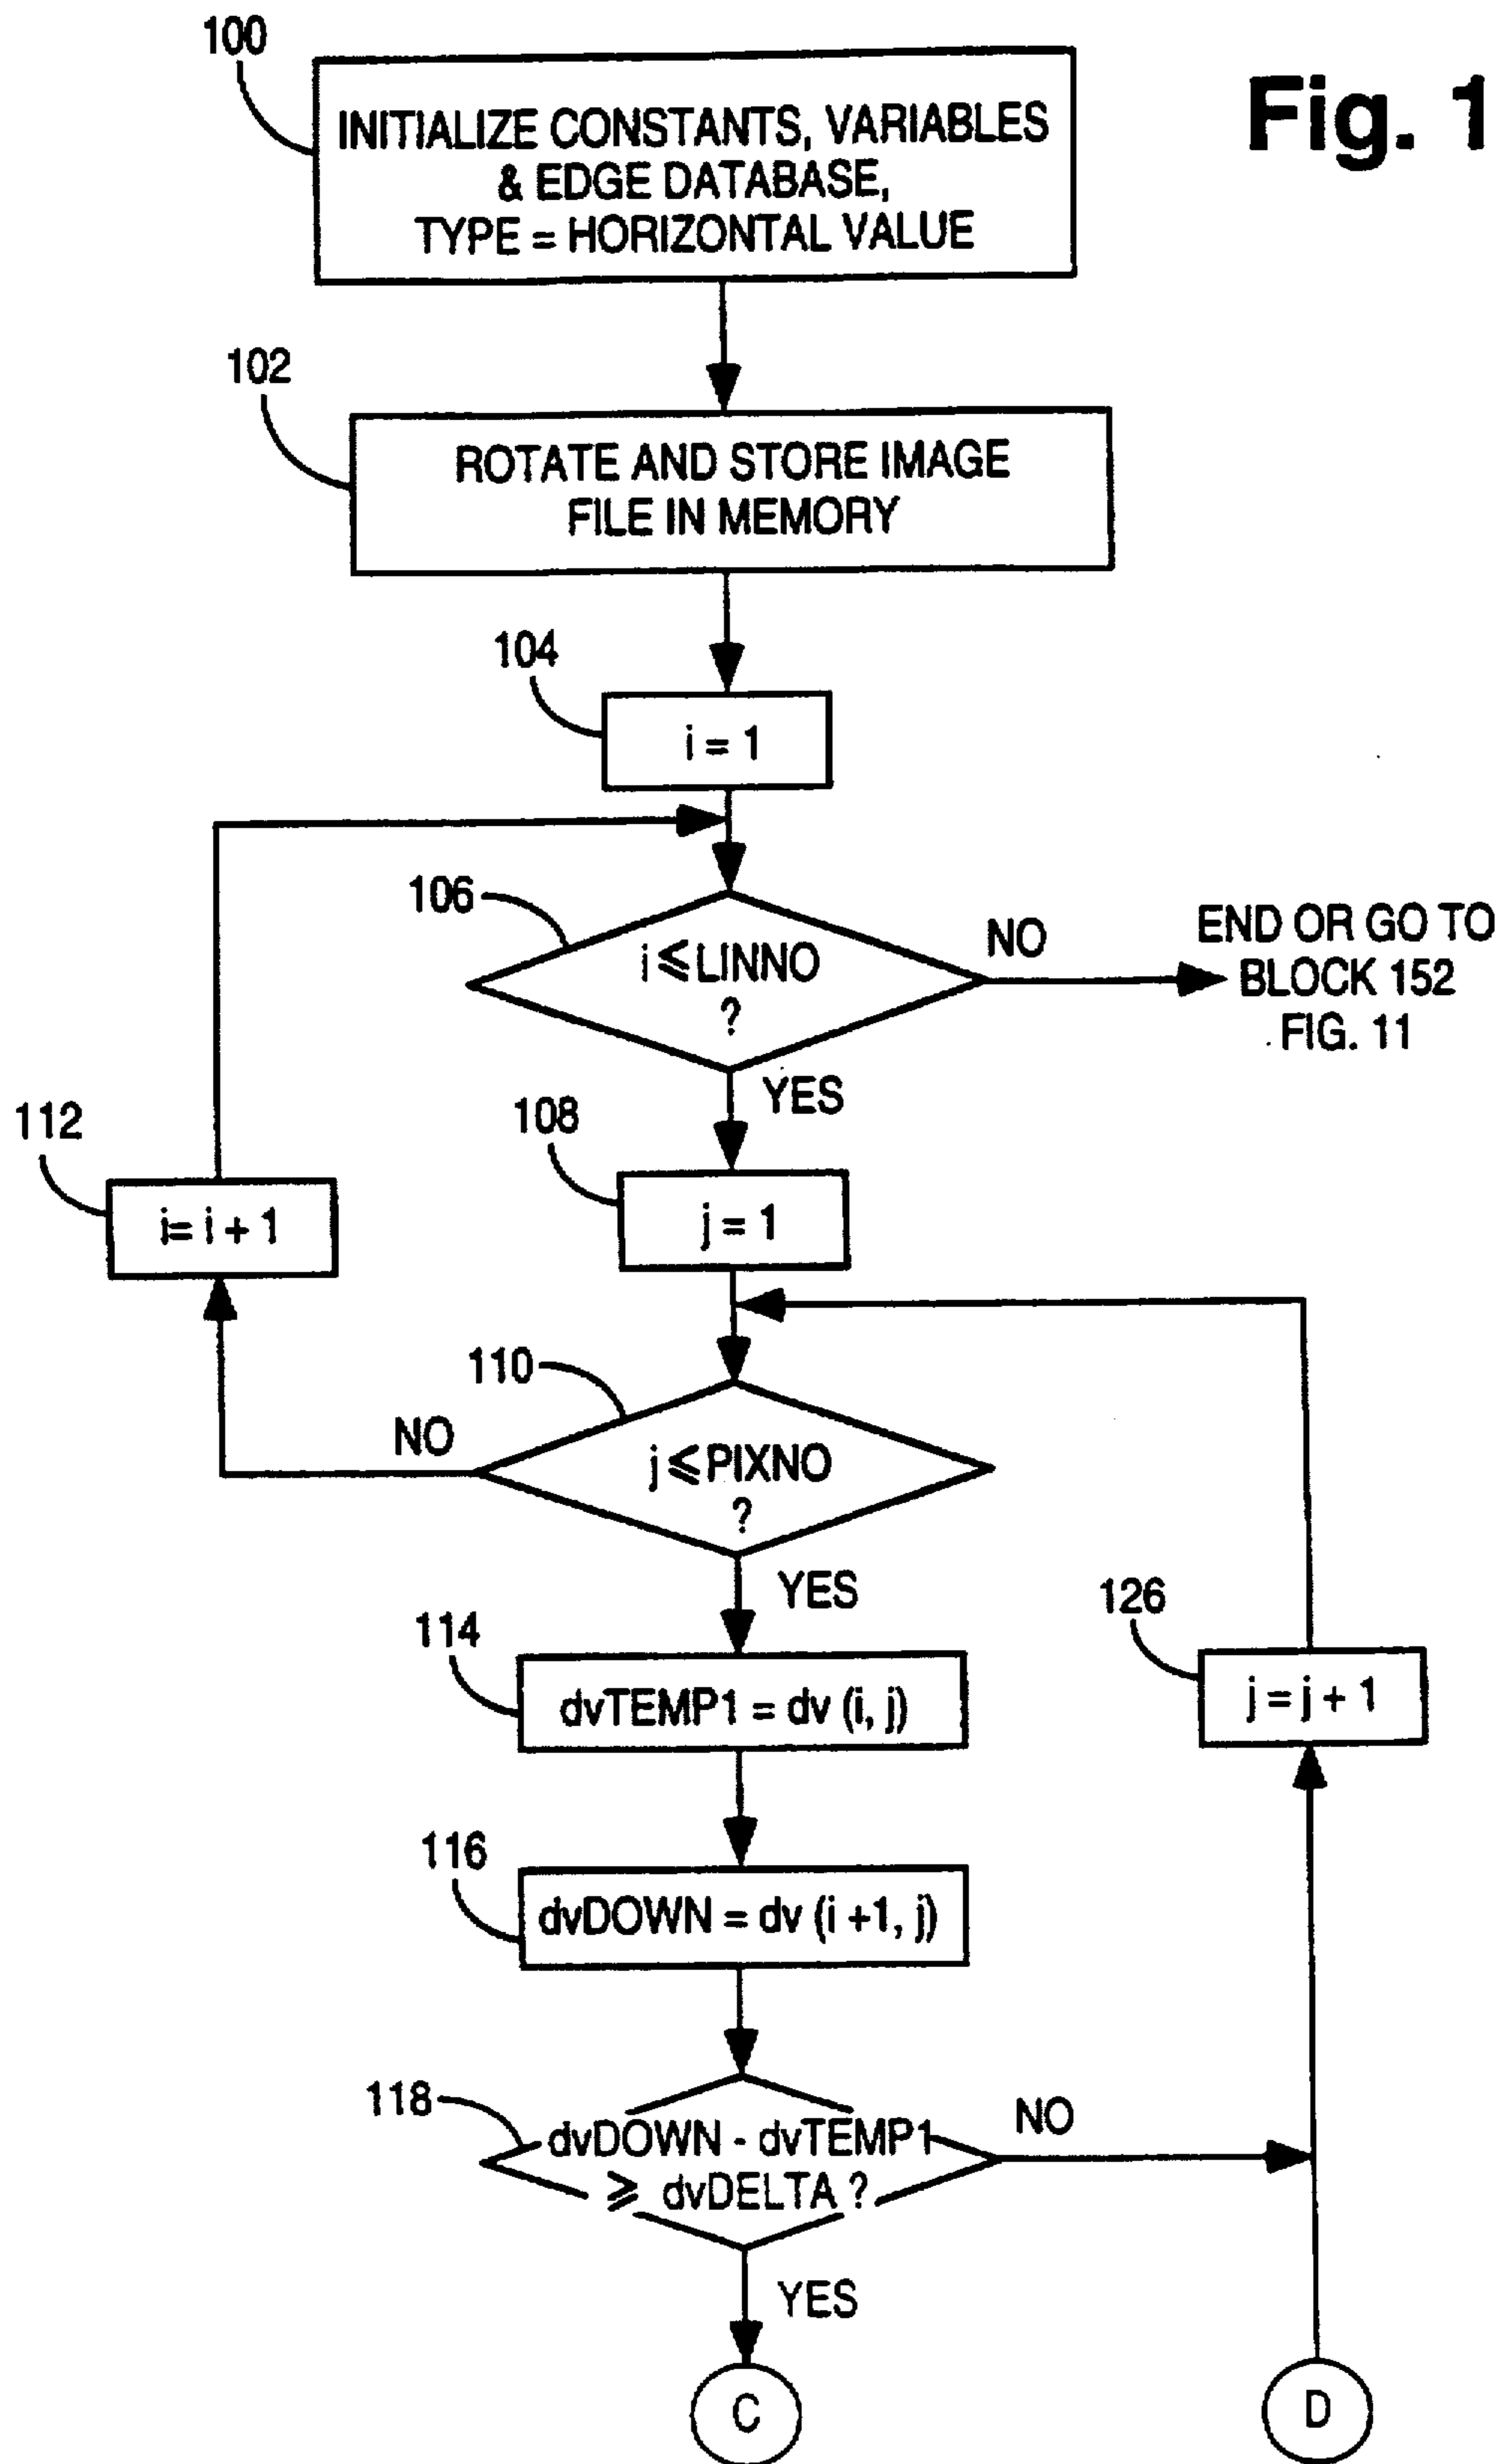 100
Fig. 1
INITIALIZE CONSTANTS, VARIABLES
& EDGE DATABASE,
TYPE = HORIZONTAL VALUE
102
ROTATE AND STORE IMAGE
FILE IN MEMORY
104
i = 1
106
i ⩽ LINNO
?
NO
END OR GO TO
BLOCK 152
FIG. 11
YES
112
i = i + 1
108
j = 1
110
NO
j ⩽ PIXNO
?
YES
114
dvTEMP1 = dv (i, j)
126
j = j + 1
116
dvDOWN = dv (i +1, j)
118
dvDOWN - dvTEMP1
⩾ dvDELTA ?
NO
YES
C
D